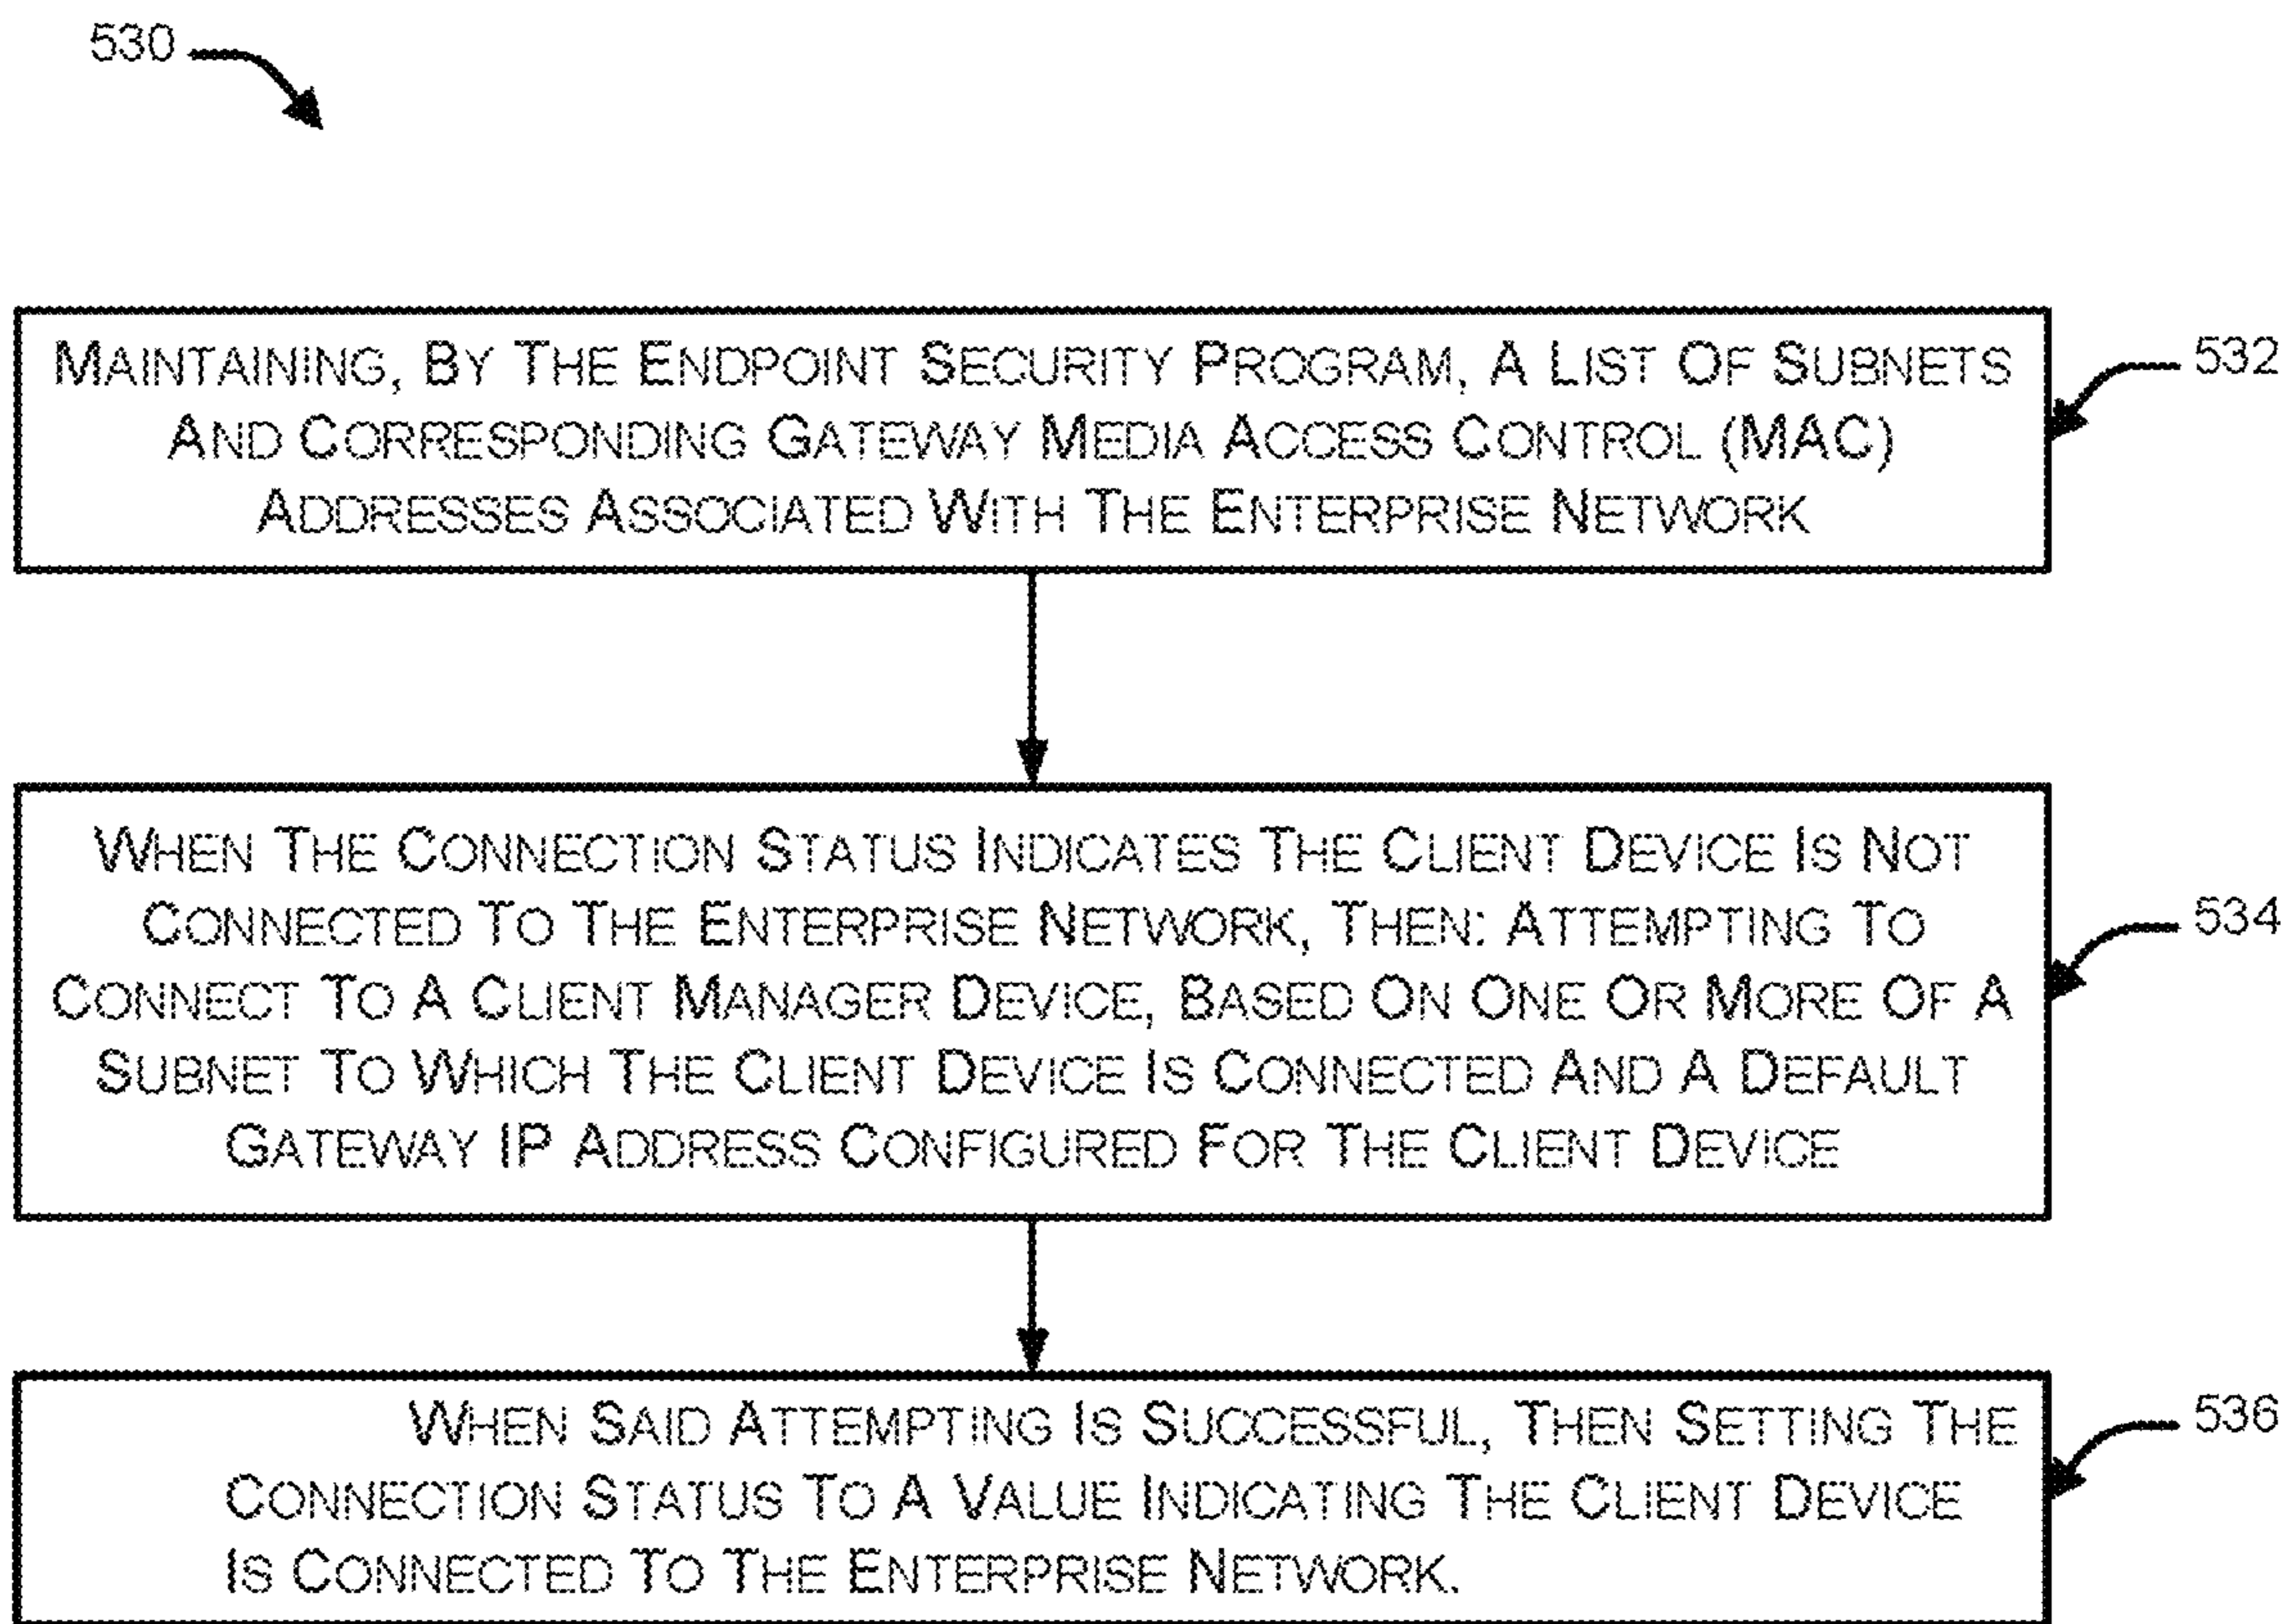 530
MAINTAINING, BY THE ENDPOINT SECURITY PROGRAM, A LIST OF SUBNETS
AND CORRESPONDING GATEWAY MEDIA ACCESS CONTROL (MAC)
ADDRESSES ASSOCIATED WITH THE ENTERPRISE NETWORK
532
WHEN THE CONNECTION STATUS INDICATES THE CLIENT DEVICE IS NOT
CONNECTED TO THE ENTERPRISE NETWORK, THEN: ATTEMPTING TO
CONNECT TO A CLIENT MANAGER DEVICE, BASED ON ONE OR MORE OF A
SUBNET TO WHICH THE CLIENT DEVICE IS CONNECTED AND A DEFAULT
GATEWAY IP ADDRESS CONFIGURED FOR THE CLIENT DEVICE
534
WHEN SAID ATTEMPTING IS SUCCESSFUL, THEN SETTING THE
CONNECTION STATUS TO A VALUE INDICATING THE CLIENT DEVICE
IS CONNECTED TO THE ENTERPRISE NETWORK.
536